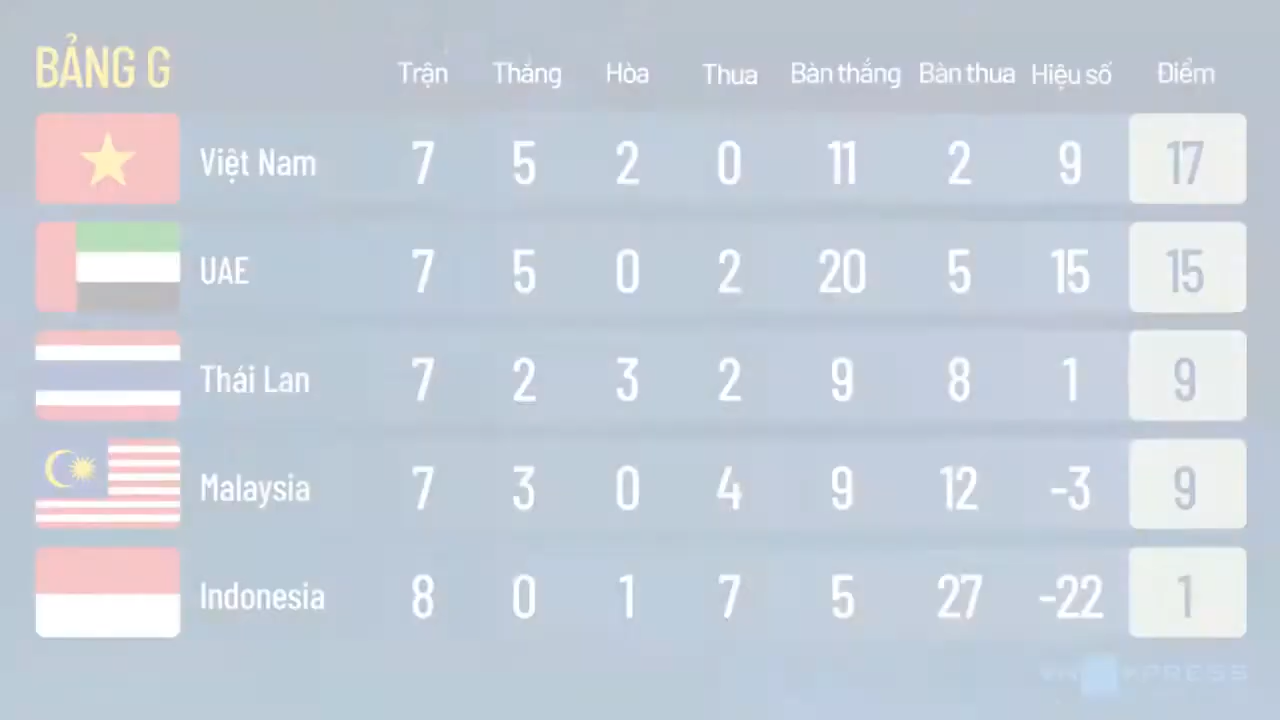 BẢNG G Trận Thắng Hòa Thua Bàn thắng Bàn thua Hiệu số Điểm
Việt Nam 7 5 2 0 11 2 9 17
UAE 7 5 0 2 20 5 15 15
Thái Lan 7 2 3 2 9 8 1 9
Malaysia 7 3 0 4 9 12 -3 9
Indonesia 8 0 1 7 5 27 -22 1